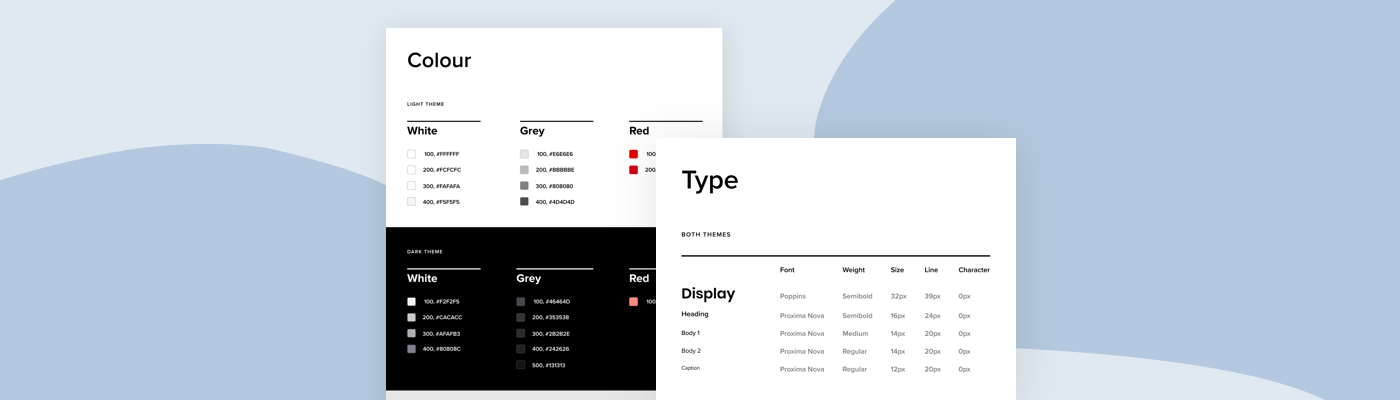 Colour
LIGHT THEME
White Grey Red
100, #FFFFFF 100, #E6E6E6 100
200, #FCFCFC 200, #BBBBBE 200,
300, #FAFAFA 300, #808080
400, #F5F5F5 400, #4D4D4D
DARK THEME
White Grey Red
100, #F2F2F5 100, #46464D 100
200, #CACACC 200, #353538
300, #AFAFB3 300, #2B2B2E
400, #80808C 400, #242626
500, #131313
Type
BOTH THEMES
Font Weight Size Line Character
Display Poppins Semibold 32px 39px 0px
Heading Proxima Nova Semibold 16px 24px 0px
Body 1 Proxima Nova Medium 14px 20px 0px
Body 2 Proxima Nova Regular 14px 20px 0px
Caption Proxima Nova Regular 12px 20px 0px